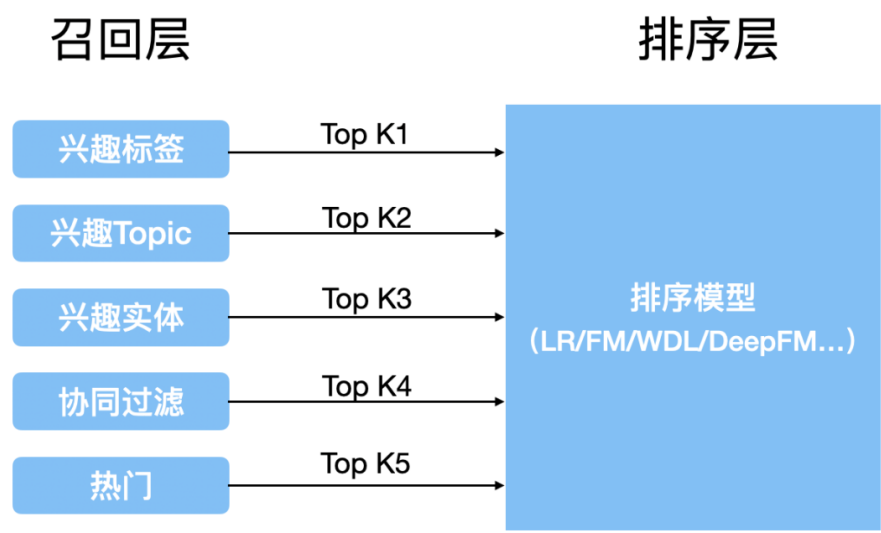 召回层
排序层
兴趣标签
Top K1
兴趣Topic
Top K2
兴趣实体
Top K3
协同过滤
Top K4
热门
Top K5
排序模型
（LR/FM/WDL/DeepFM…）